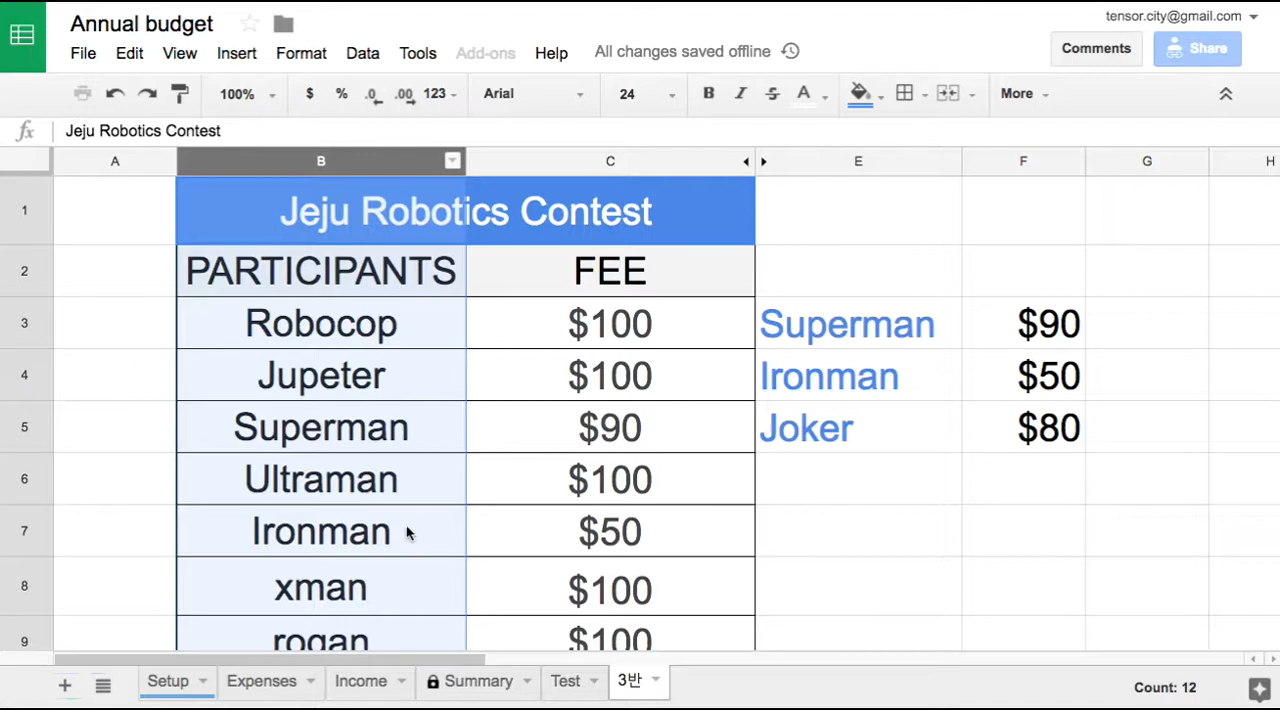 Annual budget
tensor.city@gmail.com
File Edit View Insert Format Data Tools Add-ons Help All changes saved offline
Comments Share
100% $ % .0 .00 123 Arial 24 B I S A More
fx Jeju Robotics Contest
A B C E F G H
1 Jeju Robotics Contest
2 PARTICIPANTS FEE
3 Robocop $100 Superman $90
4 Jupeter $100 Ironman $50
5 Superman $90 Joker $80
6 Ultraman $100
7 Ironman $50
8 xman $100
9 rogan $100
Setup Expenses Income Summary Test 3반 Count: 12